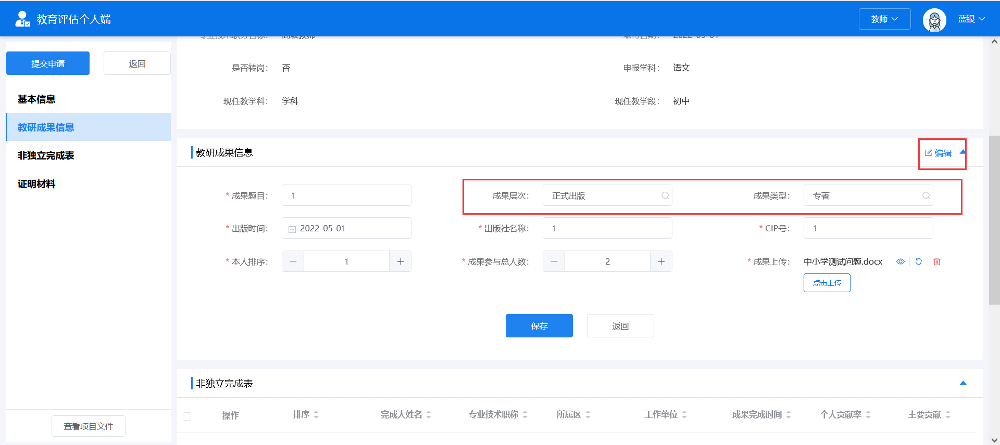 教育评估个人端
教师
蓝银
提交申请
返回
基本信息
教研成果信息
非独立完成表
证明材料
查看项目文件
是否转岗： 否
申报学科： 语文
现任教学科： 学科
现任教学段： 初中
教研成果信息
编辑
* 成果题目： 1
成果层次： 正式出版
成果类型： 专著
* 出版时间： 2022-05-01
* 出版社名称： 1
* CIP号： 1
* 本人排序： 1
* 成果参与总人数： 2
* 成果上传： 中小学测试问题.docx
点击上传
保存
返回
非独立完成表
操作 排序 完成人姓名 专业技术职称 所属区 工作单位 成果完成时间 个人贡献率 主要贡献